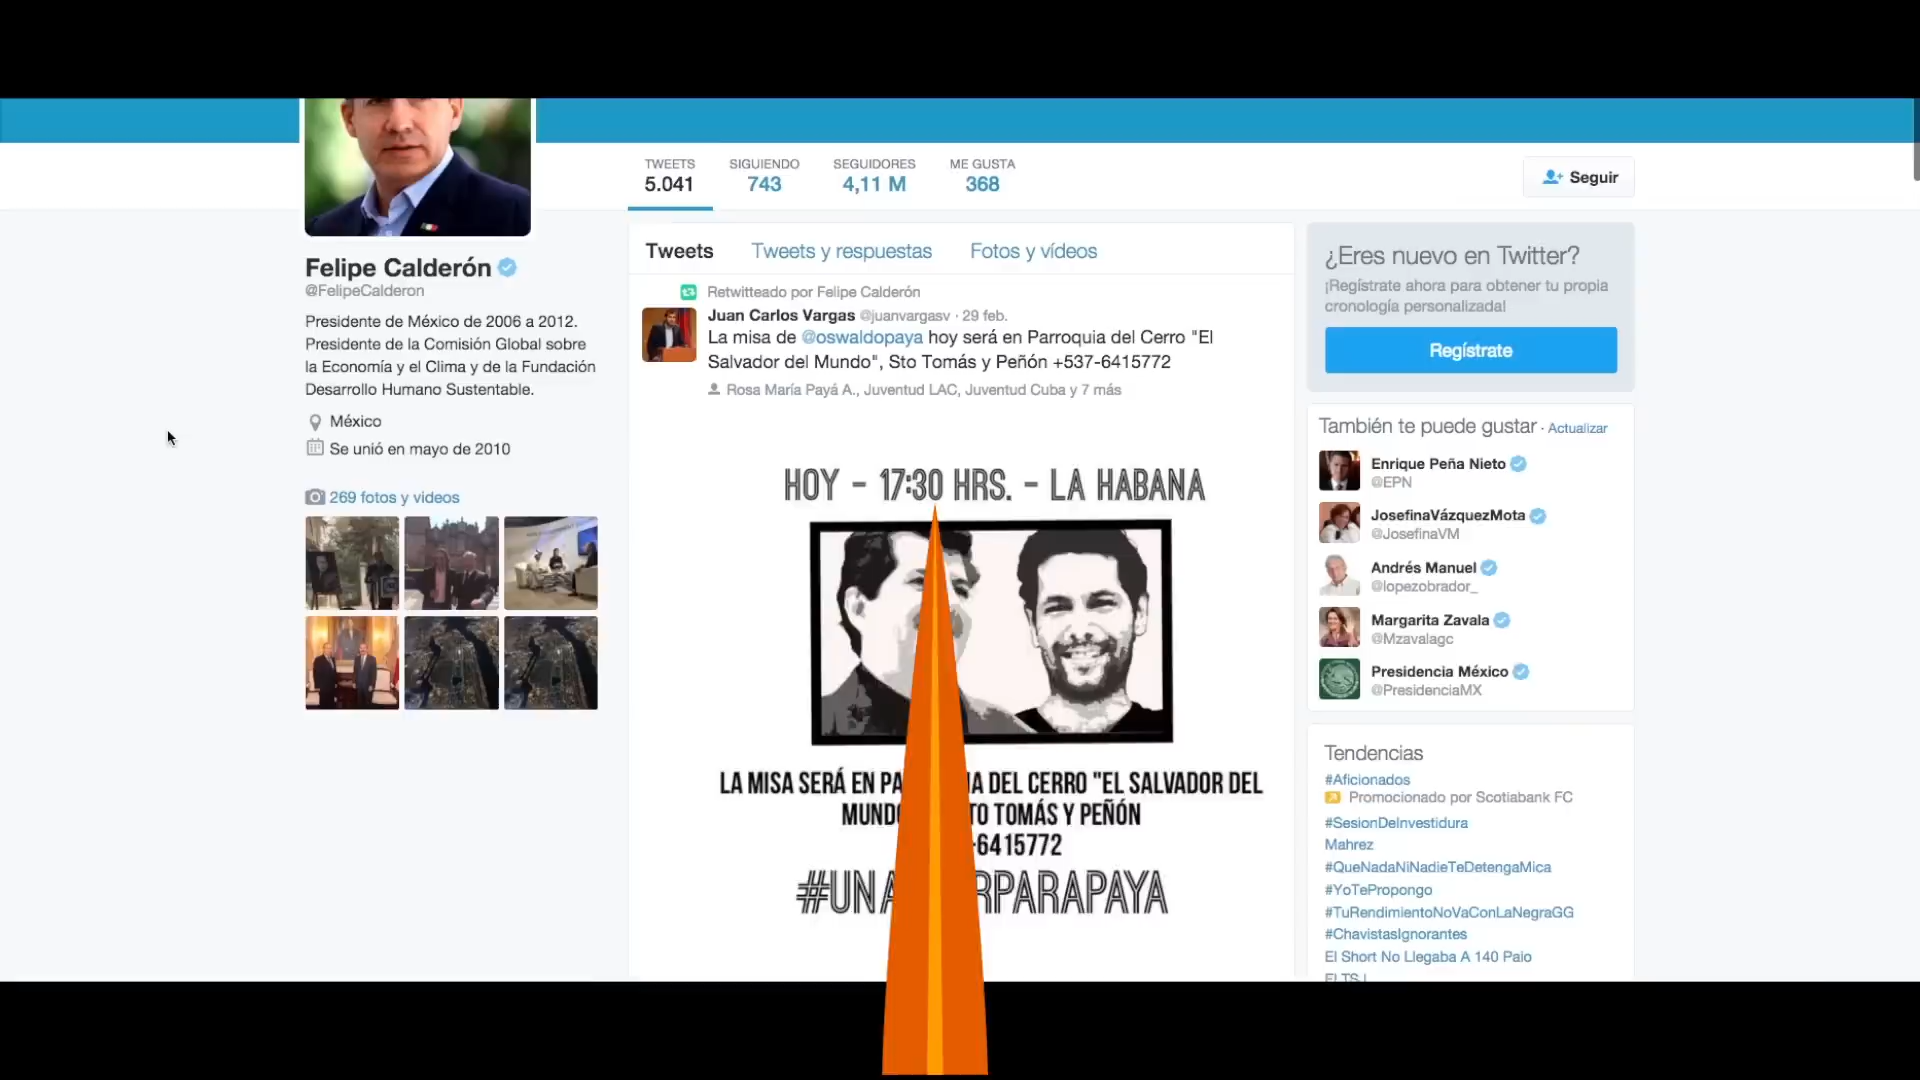 TWEETS
5.041
SIGUIENDO
743
SEGUIDORES
4,11 M
ME GUSTA
368
Seguir
Felipe Calderón
@FelipeCalderon
Presidente de México de 2006 a 2012.
Presidente de la Comisión Global sobre
la Economía y el Clima y de la Fundación
Desarrollo Humano Sustentable.
México
Se unió en mayo de 2010
269 fotos y videos
Tweets
Tweets y respuestas
Fotos y vídeos
Retwitteado por Felipe Calderón
Juan Carlos Vargas @juanvargasv · 29 feb.
La misa de @oswaldopaya hoy será en Parroquia del Cerro "El
Salvador del Mundo", Sto Tomás y Peñón +537-6415772
Rosa María Payá A., Juventud LAC, Juventud Cuba y 7 más
HOY - 17:30 HRS. - LA HABANA
LA MISA SERÁ EN PA IA DEL CERRO "EL SALVADOR DEL
MUND TO TOMÁS Y PEÑÓN
-6415772
#UNA RPARAPAYA
¿Eres nuevo en Twitter?
¡Regístrate ahora para obtener tu propia
cronología personalizada!
Regístrate
También te puede gustar · Actualizar
Enrique Peña Nieto
@EPN
JosefinaVázquezMota
@JosefinaVM
Andrés Manuel
@lopezobrador_
Margarita Zavala
@Mzavalagc
Presidencia México
@PresidenciaMX
Tendencias
#Aficionados
Promocionado por Scotiabank FC
#SesionDeInvestidura
Mahrez
#QueNadaNiNadieTeDetengaMica
#YoTePropongo
#TuRendimientoNoVaConLaNegraGG
#ChavistasIgnorantes
El Short No Llegaba A 140 Paio